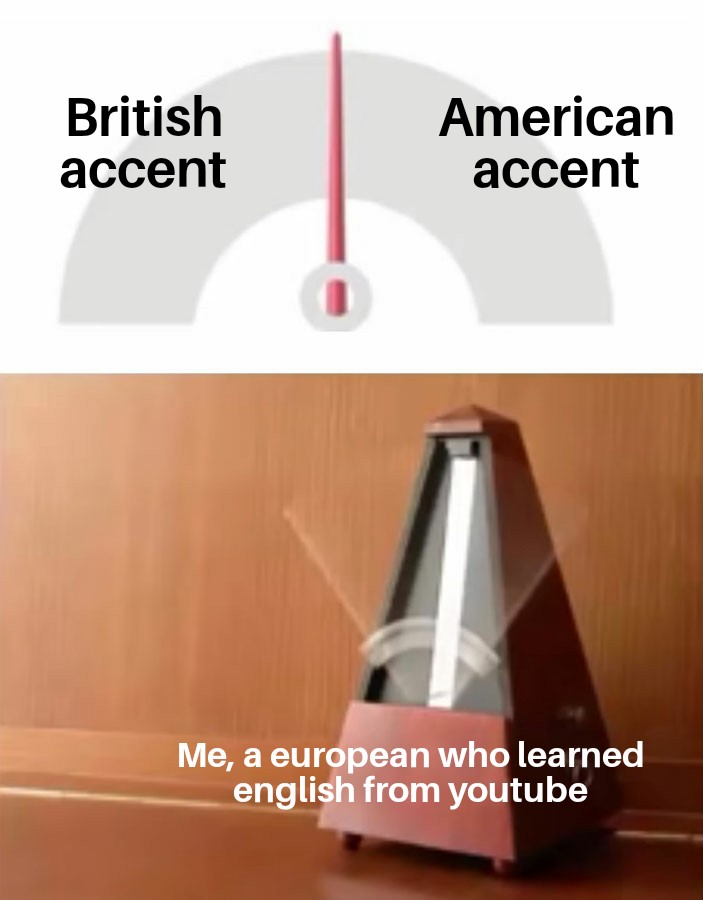 British
accent
American
accent
Me, a european who learned
english from youtube